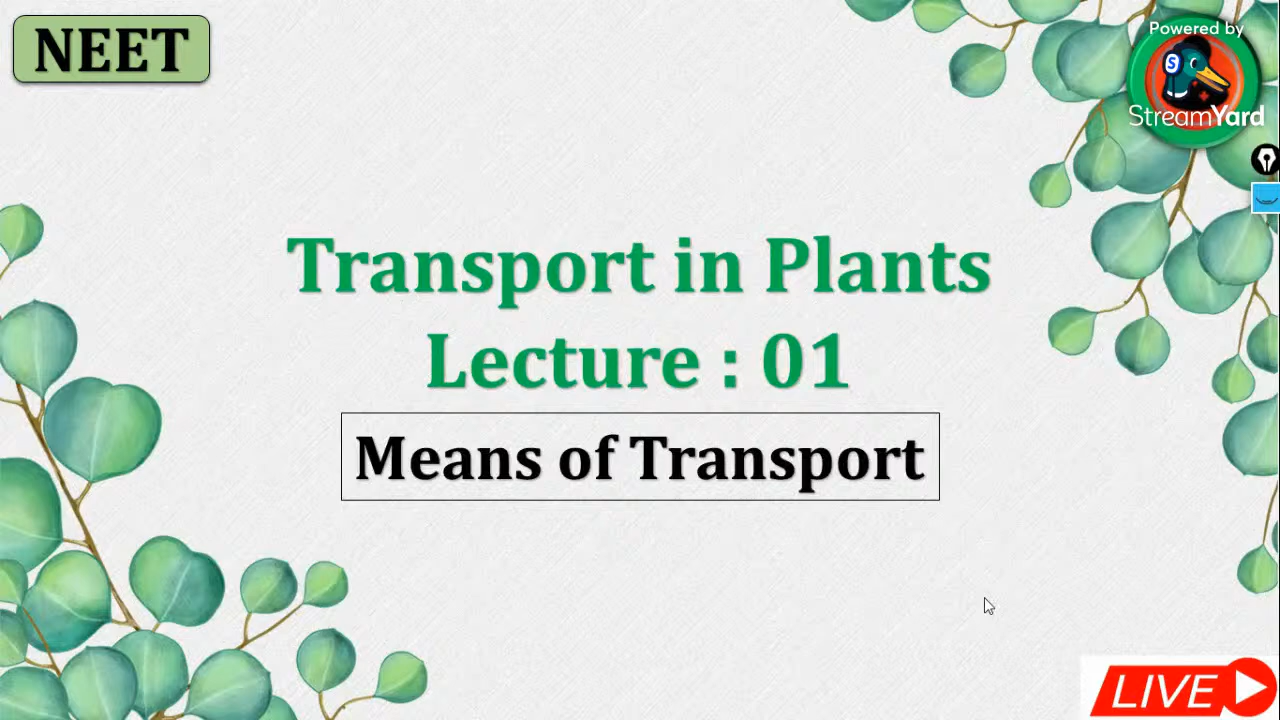 NEET
Powered by
S
StreamYard
Transport in Plants
Lecture : 01
Means of Transport
LIVE